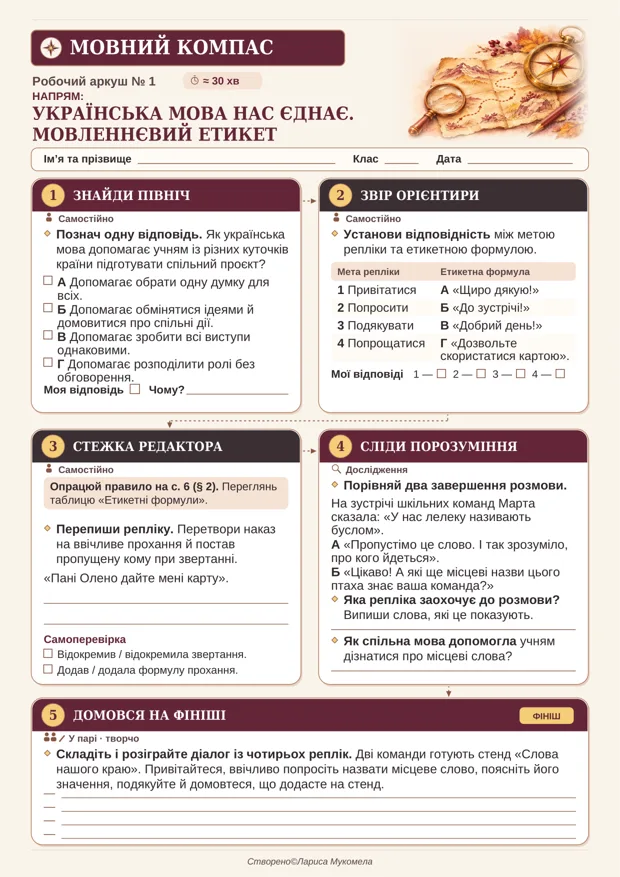 МОВНИЙ КОМПАС
Робочий аркуш № 1
≈ 30 хв
НАПРЯМ:
УКРАЇНСЬКА МОВА НАС ЄДНАЄ.
МОВЛЕННЄВИЙ ЕТИКЕТ
Ім’я та прізвище Клас Дата
1 ЗНАЙДИ ПІВНІЧ
Самостійно
Познач одну відповідь. Як українська
мова допомагає учням із різних куточків
країни підготувати спільний проєкт?
А Допомагає обрати одну думку для
всіх.
Б Допомагає обмінятися ідеями й
домовитися про спільні дії.
В Допомагає зробити всі виступи
однаковими.
Г Допомагає розподілити ролі без
обговорення.
Моя відповідь Чому?
2 ЗВІР ОРІЄНТИРИ
Самостійно
Установи відповідність між метою
репліки та етикетною формулою.
Мета репліки Етикетна формула
1 Привітатися А «Щиро дякую!»
2 Попросити Б «До зустрічі!»
3 Подякувати В «Добрий день!»
4 Попрощатися Г «Дозвольте
скористатися картою».
Мої відповіді 1 — 2 — 3 — 4 —
3 СТЕЖКА РЕДАКТОРА
Самостійно
Опрацюй правило на с. 6 (§ 2). Переглянь
таблицю «Етикетні формули».
Перепиши репліку. Перетвори наказ
на ввічливе прохання й постав
пропущену кому при звертанні.
«Пані Олено дайте мені карту».
Самоперевірка
Відокремив / відокремила звертання.
Додав / додала формулу прохання.
4 СЛІДИ ПОРОЗУМІННЯ
Дослідження
Порівняй два завершення розмови.
На зустрічі шкільних команд Марта
сказала: «У нас лелеку називають
буслом».
А «Пропустімо це слово. І так зрозуміло,
про кого йдеться».
Б «Цікаво! А які ще місцеві назви цього
птаха знає ваша команда?»
Яка репліка заохочує до розмови?
Випиши слова, які це показують.
Як спільна мова допомогла учням
дізнатися про місцеві слова?
5 ДОМОВСЯ НА ФІНІШІ
ФІНІШ
У парі · творчо
Складіть і розіграйте діалог із чотирьох реплік. Дві команди готують стенд «Слова
нашого краю». Привітайтеся, ввічливо попросіть назвати місцеве слово, поясніть його
значення, подякуйте й домовтеся, що додасте на стенд.
—
—
—
—
Створено©Лариса Мукомела